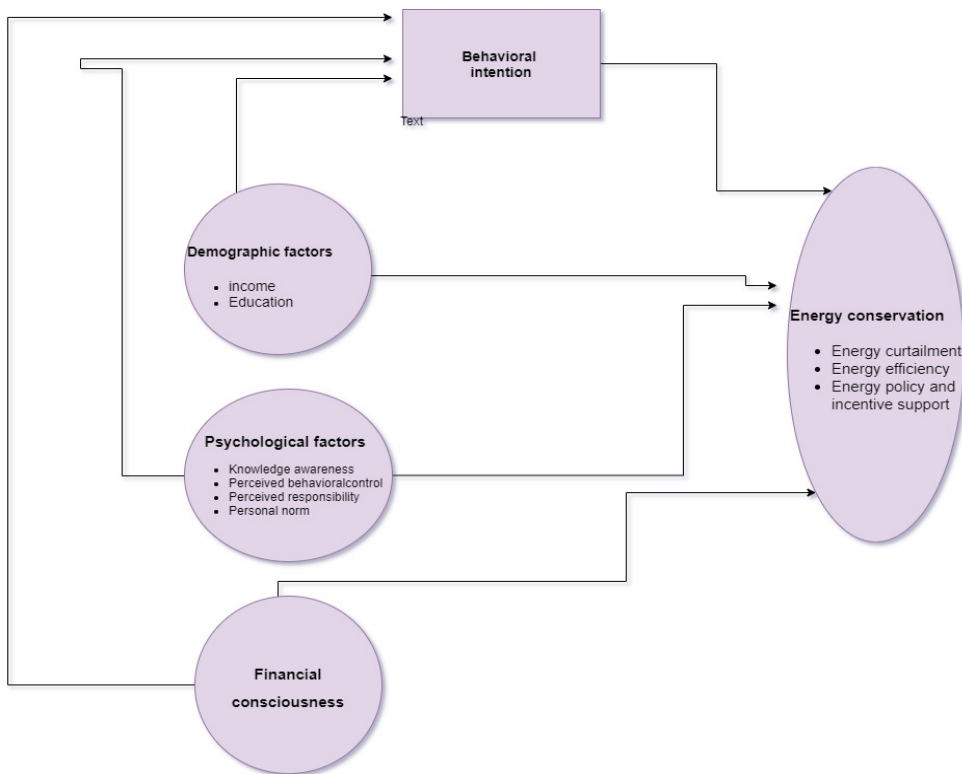 Behavioral
intention
Text
Demographic factors
income
Education
Energy conservation
Energy curtailment
Energy efficiency
Energy policy and
incentive support
Psychological factors
Knowledge awareness
Perceived behavioralcontrol
Perceived responsibility
Personal norm
Financial
consciousness